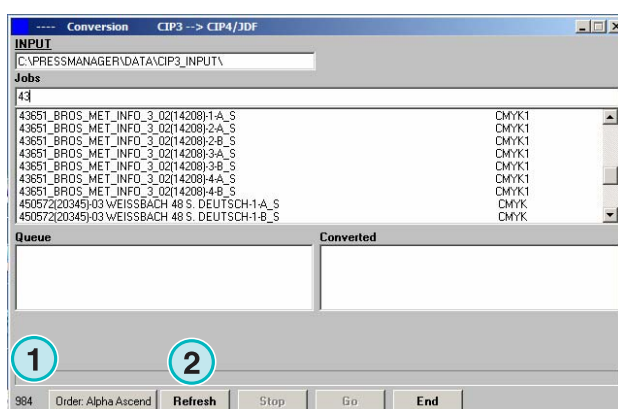 ---- Conversion CIP3 --> CIP4/JDF
INPUT
C:\PRESSMANAGER\DATA\CIP3_INPUT\
Jobs
43
43651_BROS_MET_INFO_3_02(14208)-1-A_S CMYK1
43651_BROS_MET_INFO_3_02(14208)-2-A_S CMYK1
43651_BROS_MET_INFO_3_02(14208)-2-B_S CMYK1
43651_BROS_MET_INFO_3_02(14208)-3-A_S CMYK1
43651_BROS_MET_INFO_3_02(14208)-3-B_S CMYK1
43651_BROS_MET_INFO_3_02(14208)-4-A_S CMYK1
43651_BROS_MET_INFO_3_02(14208)-4-B_S CMYK1
450572(20345)-03 WEISSBACH 48 S. DEUTSCH-1-A_S CMYK
450572(20345)-03 WEISSBACH 48 S. DEUTSCH-1-B_S CMYK
Queue Converted
1 2
984 Order: Alpha Ascend Refresh Stop Go End